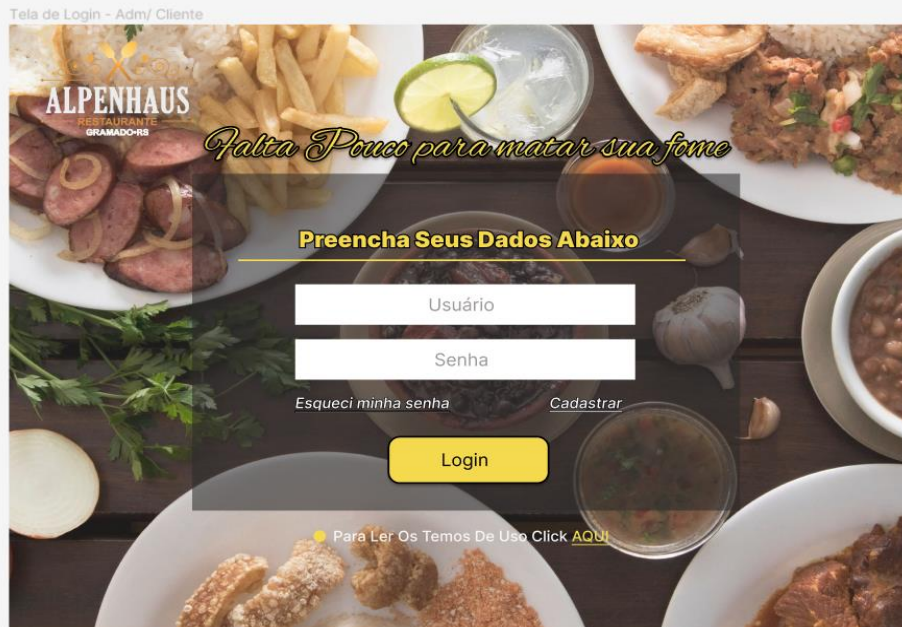 Tela de Login - Adm/ Cliente
ALPENHAUS
RESTAURANTE
GRAMADO•RS
Falta Pouco para matar sua fome
Preencha Seus Dados Abaixo
Usuário
Senha
Esqueci minha senha Cadastrar
Login
Para Ler Os Temos De Uso Click AQUI